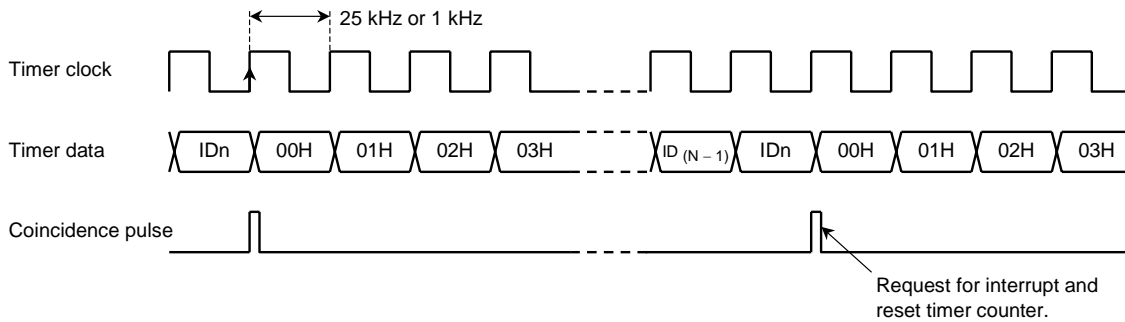 25 kHz or 1 kHz
Timer clock
Timer data IDn 00H 01H 02H 03H ID (N – 1) IDn 00H 01H 02H 03H
Coincidence pulse
Request for interrupt and
reset timer counter.